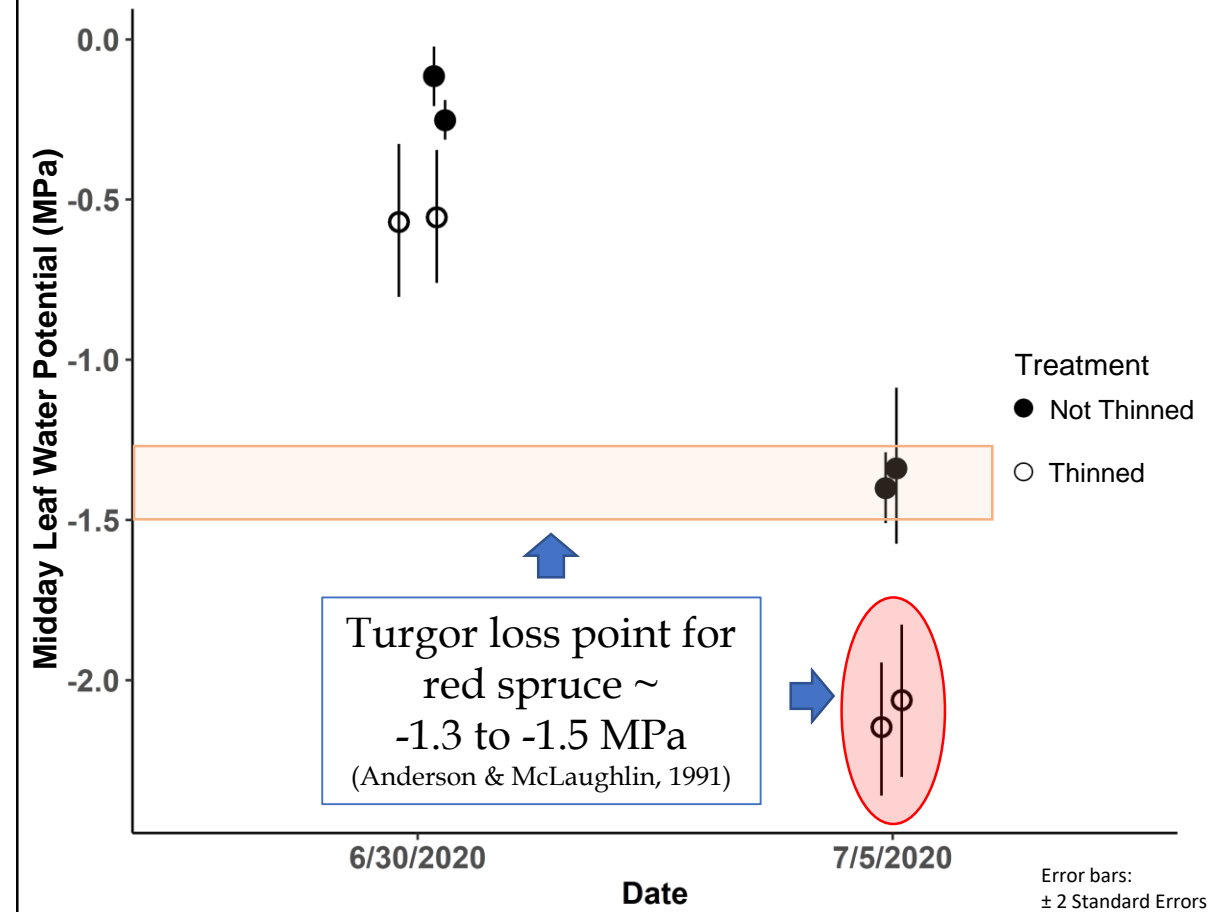 Midday Leaf Water Potential (MPa)
0.0
-0.5
-1.0
-1.5
-2.0
Treatment
Not Thinned
Thinned
Turgor loss point for
red spruce ~
-1.3 to -1.5 MPa
(Anderson & McLaughlin, 1991)
6/30/2020
7/5/2020
Date
Error bars:
± 2 Standard Errors